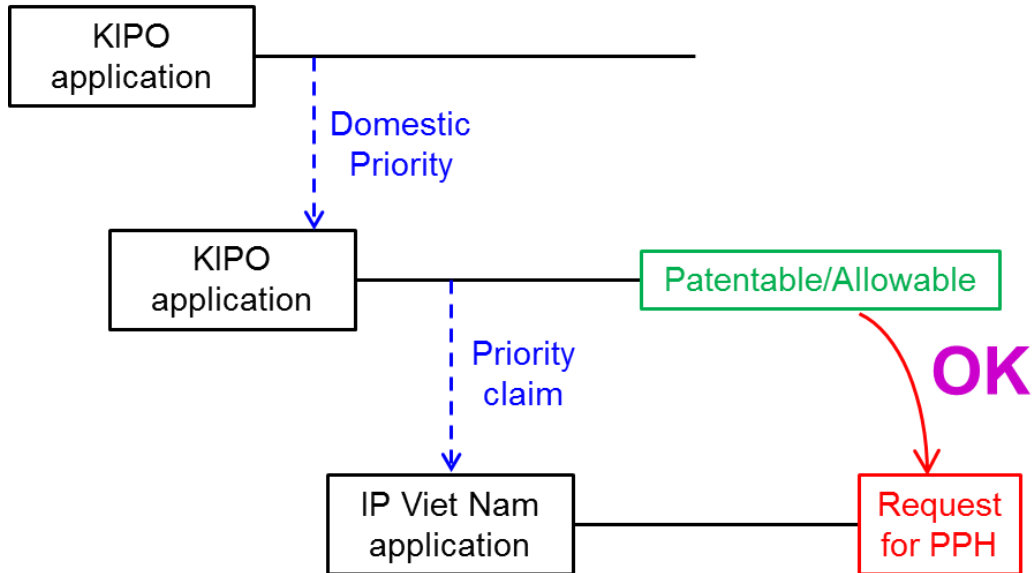 KIPO
application
Domestic
Priority
KIPO
application
Patentable/Allowable
Priority
claim
OK
IP Viet Nam
application
Request
for PPH